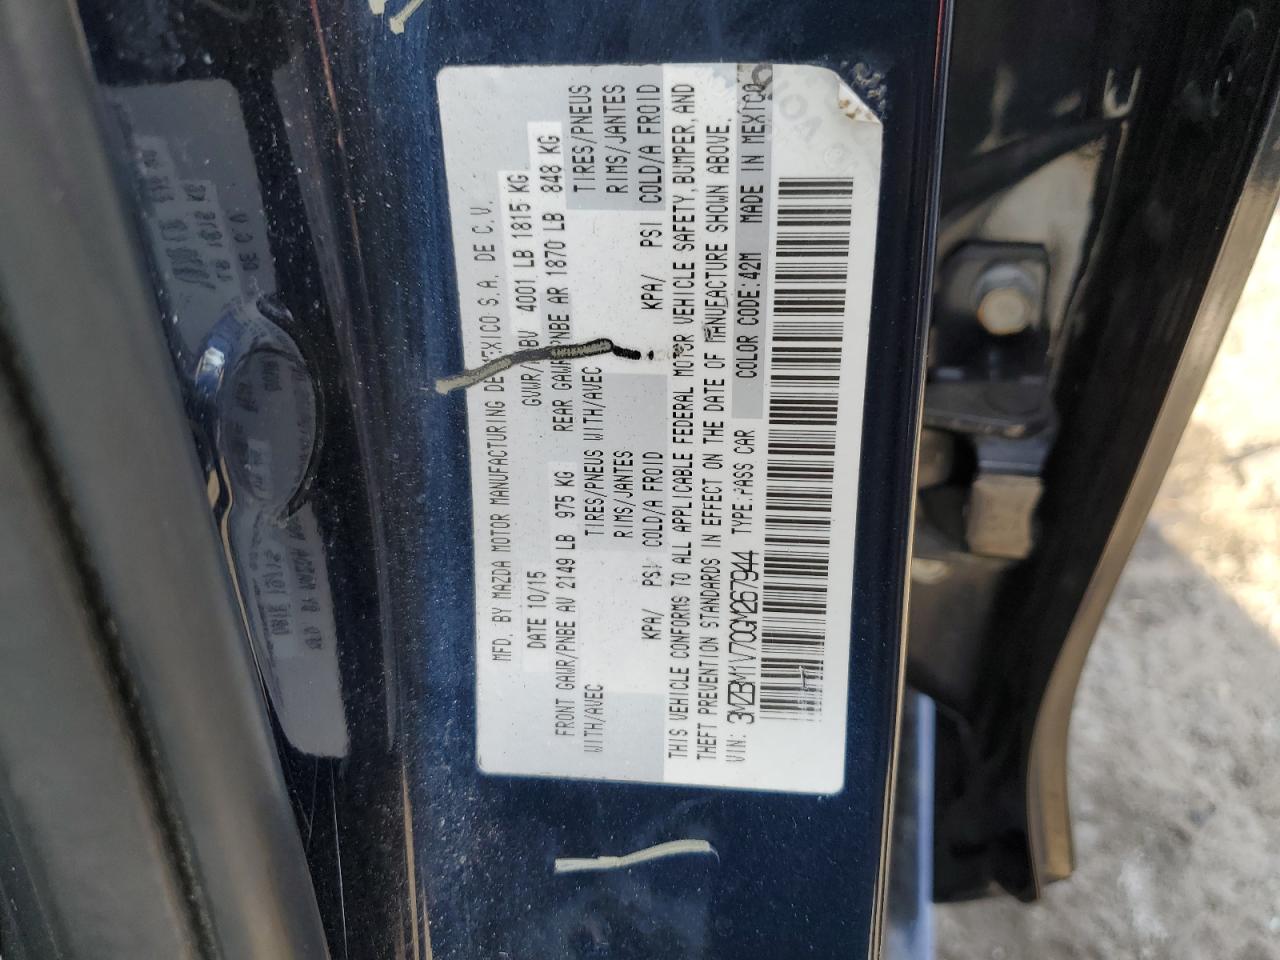 MFD. BY MAZDA MOTOR MANUFACTURING DE MEXICO S.A. DE C.V.
DATE 10/15 GVWR/PNBV 4001 LB 1815 KG
FRONT GAWR/PNBE AV 2149 LB 975 KG REAR GAWR/PNBE AR 1870 LB 848 KG
WITH/AVEC TIRES/PNEUS WITH/AVEC TIRES/PNEUS
RIMS/JANTES RIMS/JANTES
KPA/ PSI COLD/A FROID KPA/ PSI COLD/A FROID
THIS VEHICLE CONFORMS TO ALL APPLICABLE FEDERAL MOTOR VEHICLE SAFETY, BUMPER, AND
THEFT PREVENTION STANDARDS IN EFFECT ON THE DATE OF MANUFACTURE SHOWN ABOVE.
VIN: 3MZBM1V70GM267944 TYPE:PASS CAR COLOR CODE:42M MADE IN MEXICO